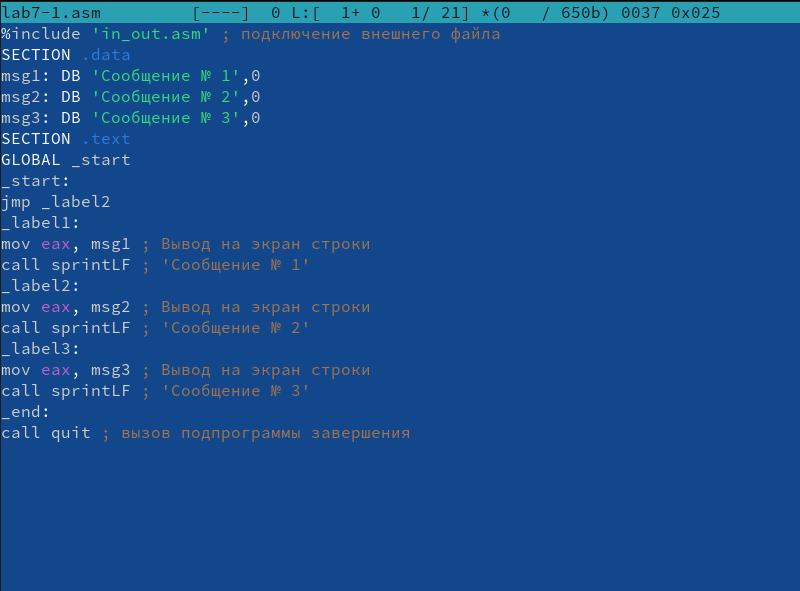 lab7-1.asm [----] 0 L:[ 1+ 0 1/ 21] *(0 / 650b) 0037 0x025
%include 'in_out.asm' ; подключение внешнего файла
SECTION .data
msg1: DB 'Сообщение № 1',0
msg2: DB 'Сообщение № 2',0
msg3: DB 'Сообщение № 3',0
SECTION .text
GLOBAL _start
_start:
jmp _label2
_label1:
mov eax, msg1 ; Вывод на экран строки
call sprintLF ; 'Сообщение № 1'
_label2:
mov eax, msg2 ; Вывод на экран строки
call sprintLF ; 'Сообщение № 2'
_label3:
mov eax, msg3 ; Вывод на экран строки
call sprintLF ; 'Сообщение № 3'
_end:
call quit ; вызов подпрограммы завершения